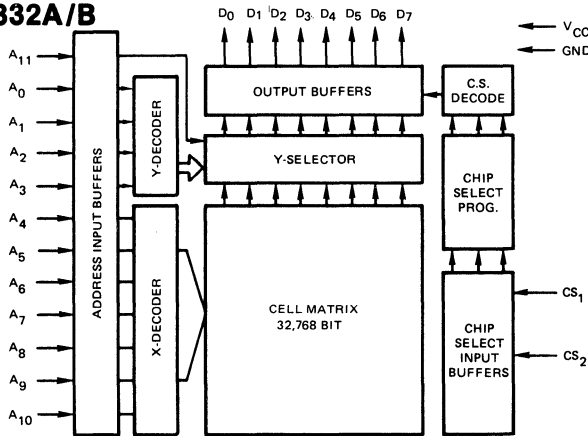 332A/B
D0 D1 D2 D3 D4 D5 D6 D7
VCC
GND
A11
A0
A1
A2
A3
A4
A5
A6
A7
A8
A9
A10
ADDRESS INPUT BUFFERS
Y-DECODER
X-DECODER
OUTPUT BUFFERS
Y-SELECTOR
CELL MATRIX
32,768 BIT
C.S.
DECODE
CHIP
SELECT
PROG.
CHIP
SELECT
INPUT
BUFFERS
CS1
CS2